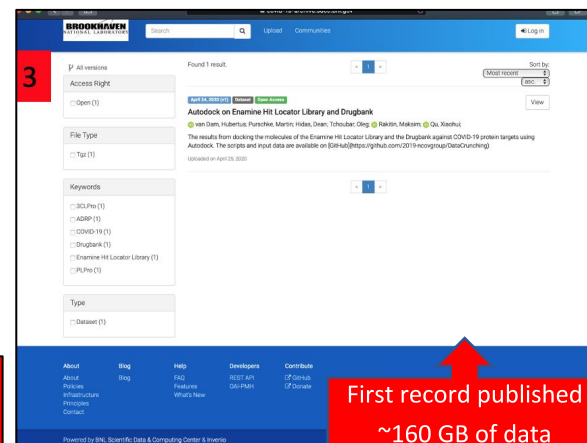 BROOKHAVEN
NATIONAL LABORATORY
Search
Upload Communities
Log in
3
All versions
Found 1 result.
« 1 »
Sort by:
Most recent
asc.
Access Right
Open (1)
April 24, 2020 (v1) Dataset Open Access
View
Autodock on Enamine Hit Locator Library and Drugbank
van Dam, Hubertus; Purschke, Martin; Hidas, Dean; Tchoubar, Oleg; Rakitin, Maksim; Qu, Xiaohui;
The results from docking the molecules of the Enamine Hit Locator Library and the Drugbank against COVID-19 protein targets using
Autodock. The scripts and input data are available on [GitHub](https://github.com/2019-ncovgroup/DataCrunching)
Uploaded on April 25, 2020
« 1 »
File Type
Tgz (1)
Keywords
3CLPro (1)
ADRP (1)
COVID-19 (1)
Drugbank (1)
Enamine Hit Locator Library (1)
PLPro (1)
Type
Dataset (1)
About Blog Help Developers Contribute
About Blog FAQ REST API GitHub
Policies Features OAI-PMH Donate
Infrastructure What's New
Principles
Contact
First record published
~160 GB of data
Powered by BNL Scientific Data & Computing Center & Invenio